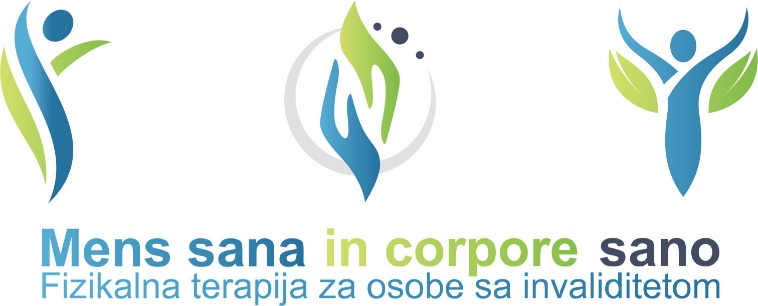 Mens sana in corpore sano
Fizikalna terapija za osobe sa invaliditetom